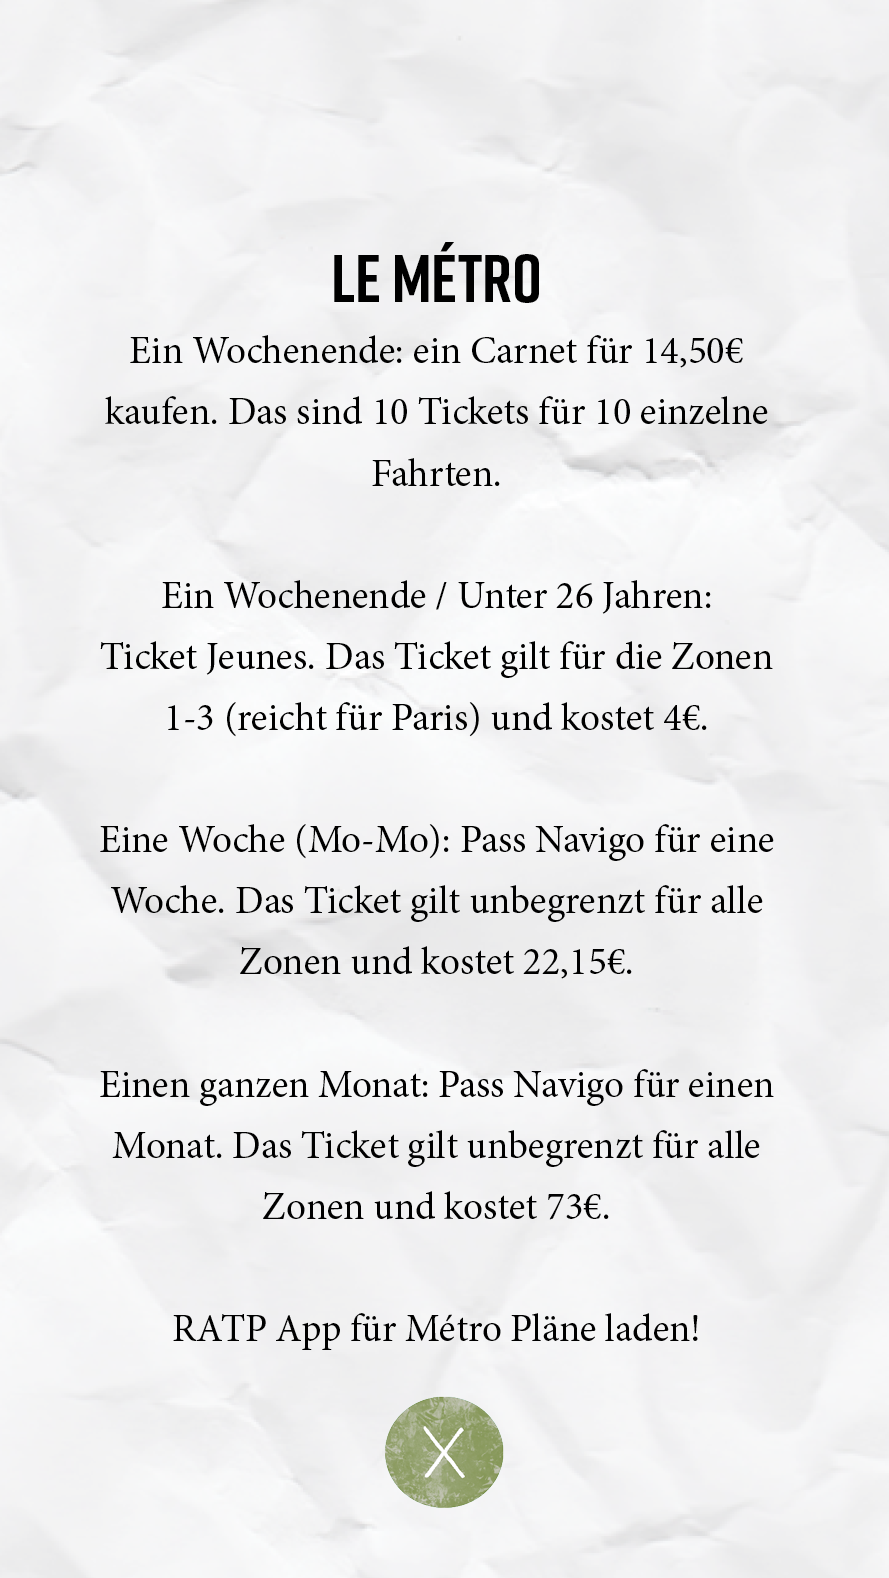 LE MÉTRO
Ein Wochenende: ein Carnet für 14,50€
kaufen. Das sind 10 Tickets für 10 einzelne
Fahrten.
Ein Wochenende / Unter 26 Jahren:
Ticket Jeunes. Das Ticket gilt für die Zonen
1-3 (reicht für Paris) und kostet 4€.
Eine Woche (Mo-Mo): Pass Navigo für eine
Woche. Das Ticket gilt unbegrenzt für alle
Zonen und kostet 22,15€.
Einen ganzen Monat: Pass Navigo für einen
Monat. Das Ticket gilt unbegrenzt für alle
Zonen und kostet 73€.
RATP App für Métro Pläne laden!
X